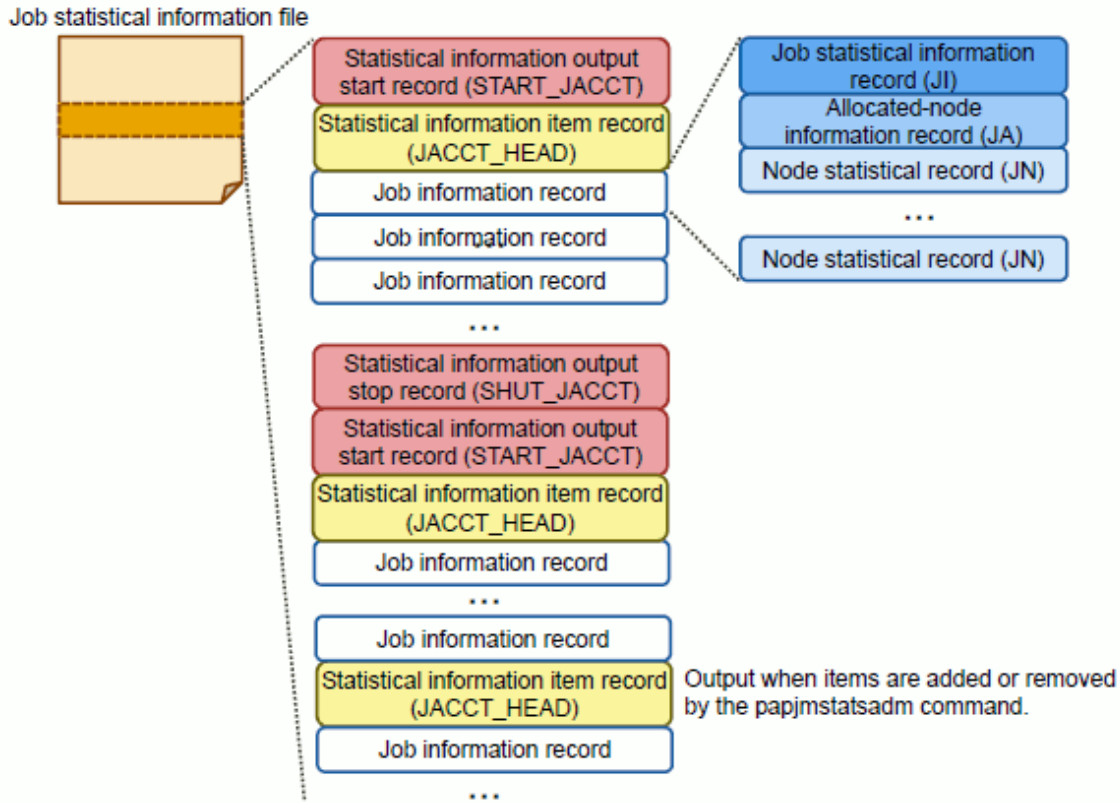 Job statistical information file
Statistical information output
start record (START_JACCT)
Statistical information item record
(JACCT_HEAD)
Job information record
Job information record
...
Job information record
...
Statistical information output
stop record (SHUT_JACCT)
Statistical information output
start record (START_JACCT)
Statistical information item record
(JACCT_HEAD)
Job information record
...
Job information record
Statistical information item record
(JACCT_HEAD)
Job information record
...
Job statistical information
record (JI)
Allocated-node
information record (JA)
Node statistical record (JN)
...
Node statistical record (JN)
Output when items are added or removed
by the papjmstatsadm command.